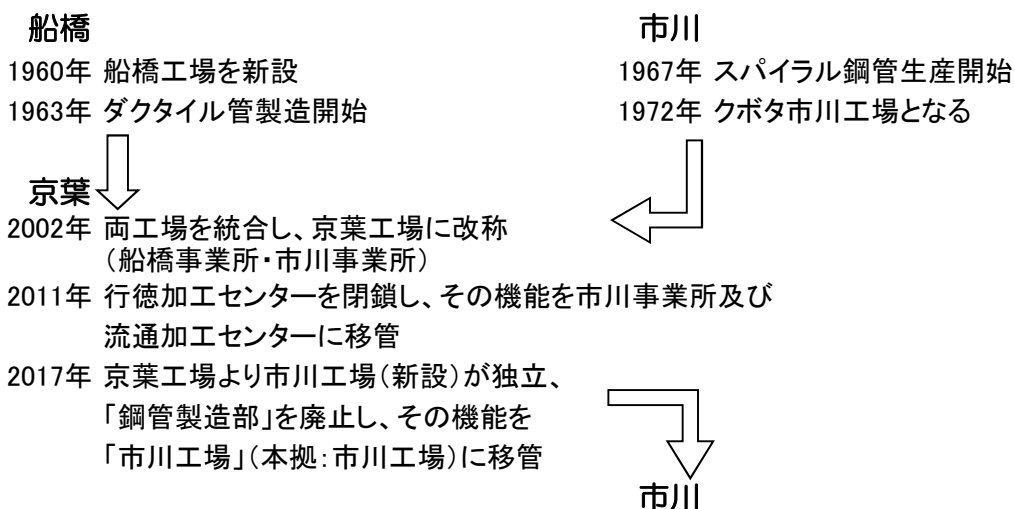 船橋
1960年 船橋工場を新設
1963年 ダクタイル管製造開始
市川
1967年 スパイラル鋼管生産開始
1972年 クボタ市川工場となる
京葉
2002年 両工場を統合し、京葉工場に改称
（船橋事業所・市川事業所）
2011年 行徳加工センターを閉鎖し、その機能を市川事業所及び
流通加工センターに移管
2017年 京葉工場より市川工場（新設）が独立、
「鋼管製造部」を廃止し、その機能を
「市川工場」（本拠：市川工場）に移管
市川